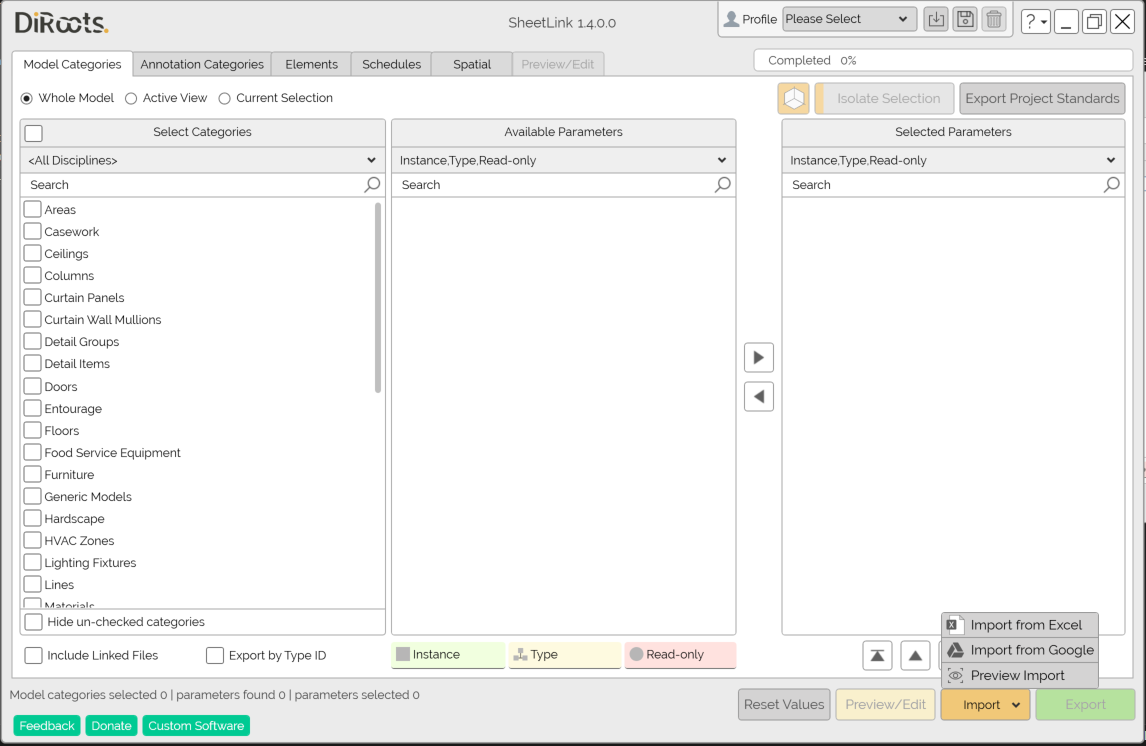 DiRoots.
SheetLink 1.4.0.0
Profile
Please Select
?
Model Categories
Annotation Categories
Elements
Schedules
Spatial
Preview/Edit
Completed 0%
Whole Model
Active View
Current Selection
Isolate Selection
Export Project Standards
Select Categories
Available Parameters
Selected Parameters
<All Disciplines>
Instance,Type,Read-only
Instance,Type,Read-only
Search
Search
Search
Areas
Casework
Ceilings
Columns
Curtain Panels
Curtain Wall Mullions
Detail Groups
Detail Items
Doors
Entourage
Floors
Food Service Equipment
Furniture
Generic Models
Hardscape
HVAC Zones
Lighting Fixtures
Lines
Materials
Hide un-checked categories
Include Linked Files
Export by Type ID
Instance
Type
Read-only
Import from Excel
Import from Google
Preview Import
Model categories selected 0 | parameters found 0 | parameters selected 0
Reset Values
Preview/Edit
Import
Export
Feedback
Donate
Custom Software